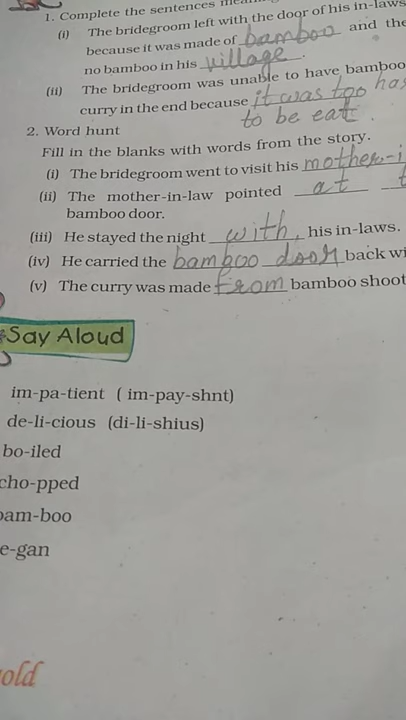 1. Complete the sentences
(i) The bridegroom left with the door of his in-laws
because it was made of bamboo and the
no bamboo in his village.
(ii) The bridegroom was unable to have bamboo
curry in the end because it was too has
to be eat.
2. Word hunt
Fill in the blanks with words from the story.
(i) The bridegroom went to visit his mother-i
(ii) The mother-in-law pointed at t
bamboo door.
(iii) He stayed the night with, his in-laws.
(iv) He carried the bamboo door back wi
(v) The curry was made from bamboo shoot
Say Aloud
im-pa-tient ( im-pay-shnt)
de-li-cious (di-li-shius)
bo-iled
cho-pped
bam-boo
e-gan
old